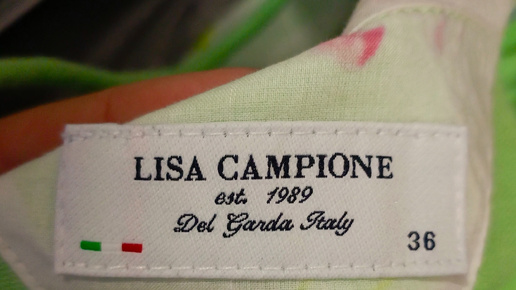 LISA CAMPIONE
est. 1989
Del Garda Italy
36